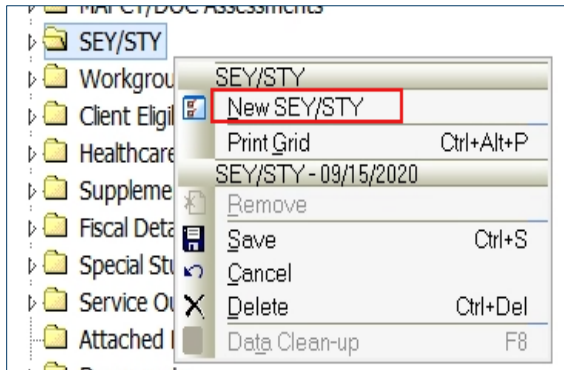 MAPCY/DOC Assessments
SEY/STY
Workgrou
Client Eligil
Healthcare
Suppleme
Fiscal Deta
Special Stu
Service Ou
Attached
SEY/STY
New SEY/STY
Print Grid Ctrl+Alt+P
SEY/STY - 09/15/2020
Remove
Save Ctrl+S
Cancel
Delete Ctrl+Del
Data Clean-up F8